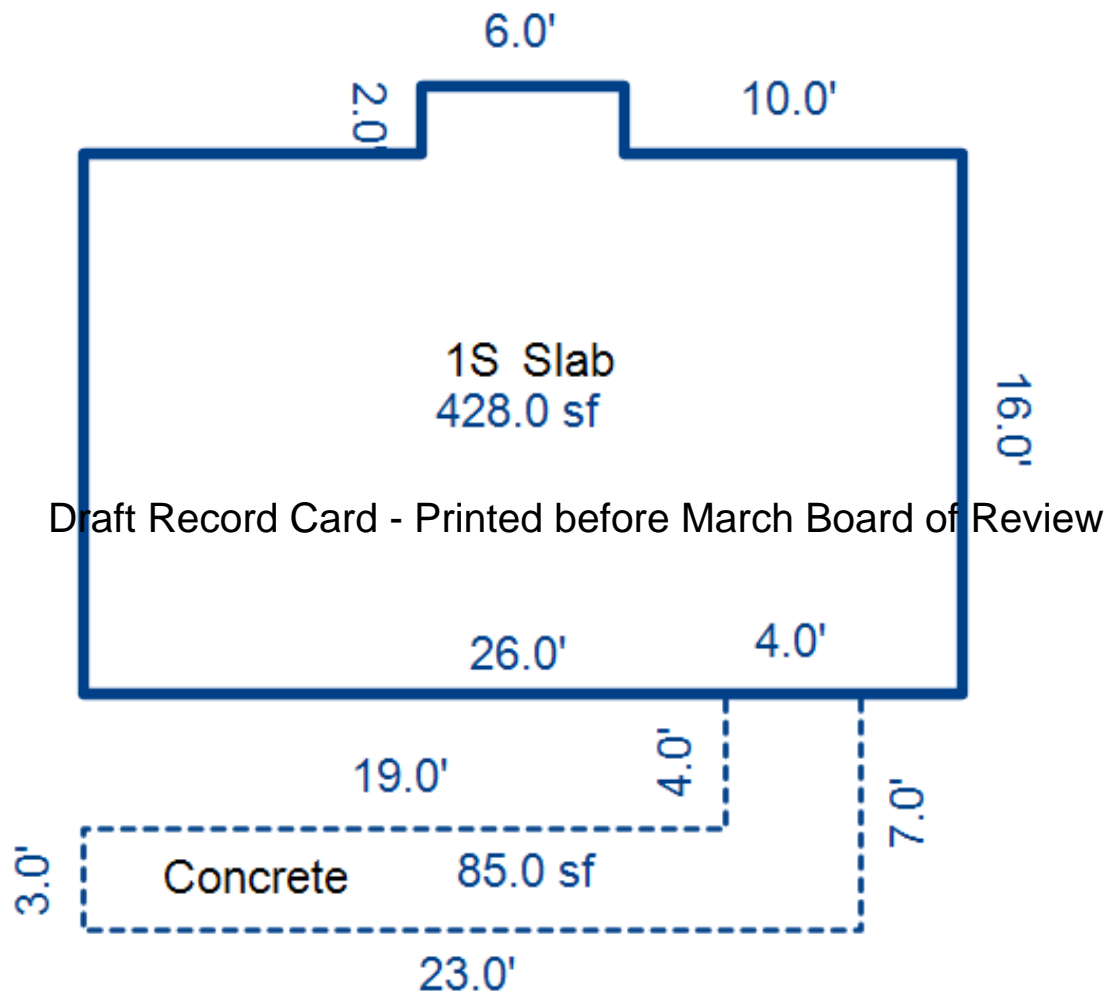 6.0'
2.0'
10.0'
1S Slab
428.0 sf
16.0'
Draft Record Card - Printed before March Board of Review
26.0'
4.0'
19.0'
4.0'
7.0'
3.0'
Concrete
85.0 sf
23.0'